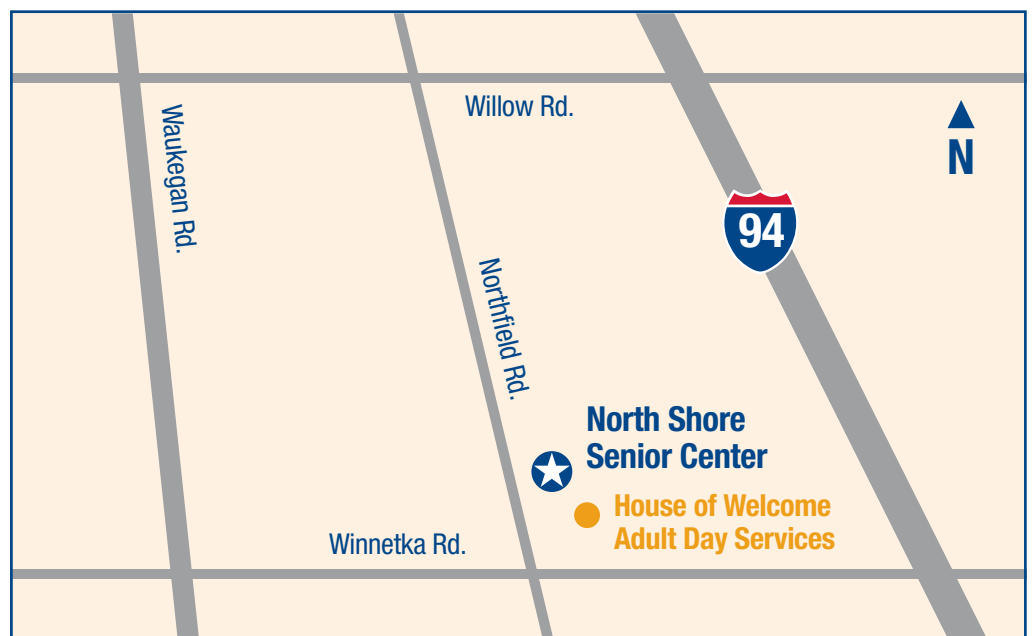 Willow Rd.
Waukegan Rd.
N
94
Northfield Rd.
North Shore
Senior Center
House of Welcome
Adult Day Services
Winnetka Rd.